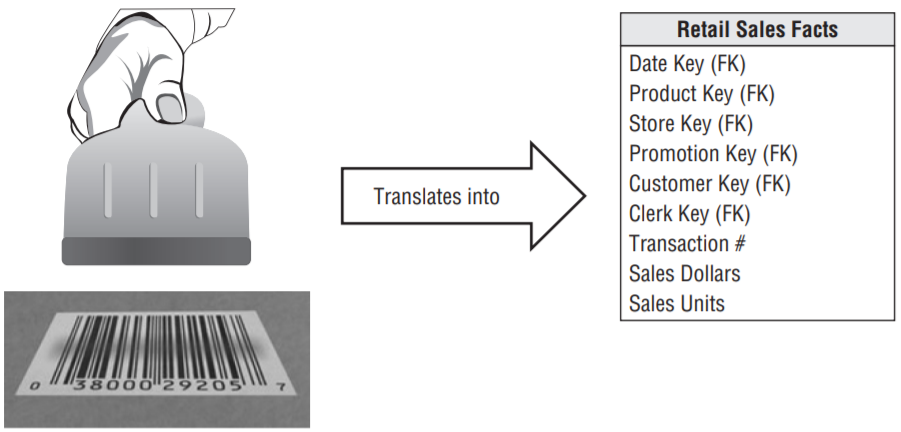 Retail Sales Facts
Date Key (FK)
Product Key (FK)
Store Key (FK)
Promotion Key (FK)
Customer Key (FK)
Clerk Key (FK)
Transaction #
Sales Dollars
Sales Units
Translates into
0 38000 29205 7